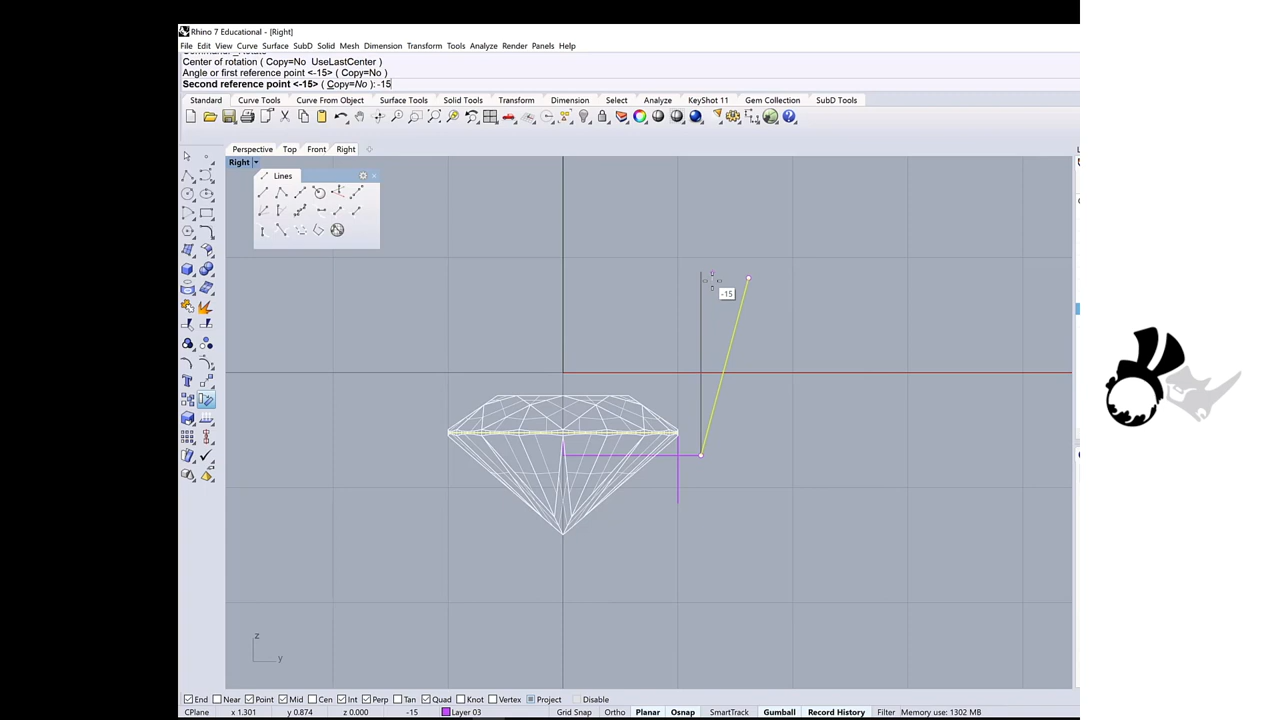 Rhino 7 Educational - [Right]
File Edit View Curve Surface SubD Solid Mesh Dimension Transform Tools Analyze Render Panels Help
Center of rotation ( Copy=No UseLastCenter )
Angle or first reference point <-15> ( Copy=No )
Second reference point <-15> ( Copy=No ): -15
Standard Curve Tools Curve From Object Surface Tools Solid Tools Transform Dimension Select Analyze KeyShot 11 Gem Collection SubD Tools
Perspective Top Front Right
Right
Lines
-15
z
y
End Near Point Mid Cen Int Perp Tan Quad Knot Vertex Project Disable
CPlane x 1.301 y 0.874 z 0.000 -15 Layer 03 Grid Snap Ortho Planar Osnap SmartTrack Gumball Record History Filter Memory use: 1302 MB